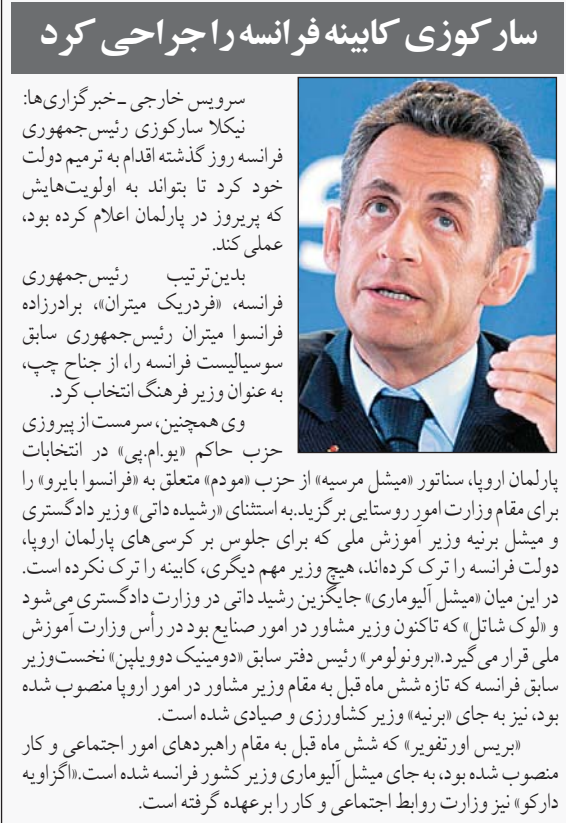 سارکوزی کابینه فرانسه را جراحی کرد
سرویس خارجی ـ خبرگزاری‌ها:
نیکلا سارکوزی رئیس‌جمهوری
فرانسه روز گذشته اقدام به ترمیم دولت
خود کرد تا بتواند به اولویت‌هایش
که پریروز در پارلمان اعلام کرده بود،
عملی کند.
بدین‌ترتیب رئیس‌جمهوری
فرانسه، «فردریک میتران»، برادرزاده
فرانسوا میتران رئیس‌جمهوری سابق
سوسیالیست فرانسه را، از جناح چپ،
به عنوان وزیر فرهنگ انتخاب کرد.
وی همچنین، سرمست از پیروزی
حزب حاکم «یو.ام.پی» در انتخابات
پارلمان اروپا، سناتور «میشل مرسیه» از حزب «مودم» متعلق به «فرانسوا بایرو» را
برای مقام وزارت امور روستایی برگزید.به استثنای «رشیده داتی» وزیر دادگستری
و میشل برنیه وزیر آموزش ملی که برای جلوس بر کرسی‌های پارلمان اروپا،
دولت فرانسه را ترک کرده‌اند، هیچ وزیر مهم دیگری، کابینه را ترک نکرده است.
در این میان «میشل آلیوماری» جایگزین رشید داتی در وزارت دادگستری می‌شود
و «لوک شاتل» که تاکنون وزیر مشاور در امور صنایع بود در رأس وزارت آموزش
ملی قرار می‌گیرد.«برونولومر» رئیس دفتر سابق «دومینیک دوویلپن» نخست‌وزیر
سابق فرانسه که تازه شش ماه قبل به مقام وزیر مشاور در امور اروپا منصوب شده
بود، نیز به جای «برنیه» وزیر کشاورزی و صیادی شده است.
«بریس اورتفویر» که شش ماه قبل به مقام راهبردهای امور اجتماعی و کار
منصوب شده بود، به جای میشل آلیوماری وزیر کشور فرانسه شده است.«اگزاویه
دارکو» نیز وزارت روابط اجتماعی و کار را برعهده گرفته است.